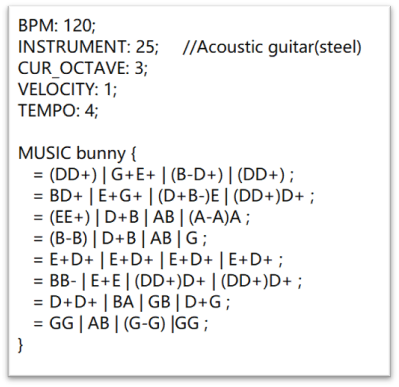 BPM: 120;
INSTRUMENT: 25; //Acoustic guitar(steel)
CUR_OCTAVE: 3;
VELOCITY: 1;
TEMPO: 4;
MUSIC bunny {
= (DD+) | G+E+ | (B-D+) | (DD+) ;
= BD+ | E+G+ | (D+B-)E | (DD+)D+ ;
= (EE+) | D+B | AB | (A-A)A ;
= (B-B) | D+B | AB | G ;
= E+D+ | E+D+ | E+D+ | E+D+ ;
= BB- | E+E | (DD+)D+ | (DD+)D+ ;
= D+D+ | BA | GB | D+G ;
= GG | AB | (G-G) |GG ;
}